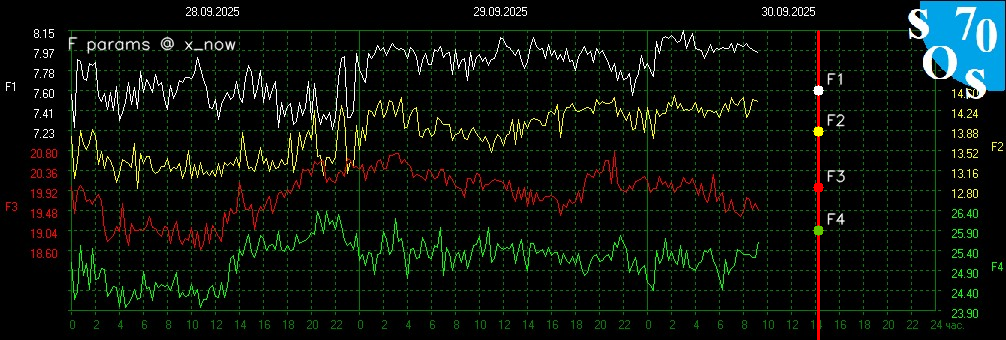 28.09.2025 29.09.2025 30.09.2025
F params @ x_now
F1
8.15
7.97
7.78
7.60
7.41
7.23
F3
20.80
20.36
19.92
19.48
19.04
18.60
F1
F2
F3
F4
SOS 70
14.24
13.88
13.52
13.16
12.80
F2
26.40
25.90
25.40
24.90
24.40
23.90
F4
0 2 4 6 8 10 12 14 16 18 20 22 0 2 4 6 8 10 12 14 16 18 20 22 0 2 4 6 8 10 12 14 16 18 20 22 24 час.